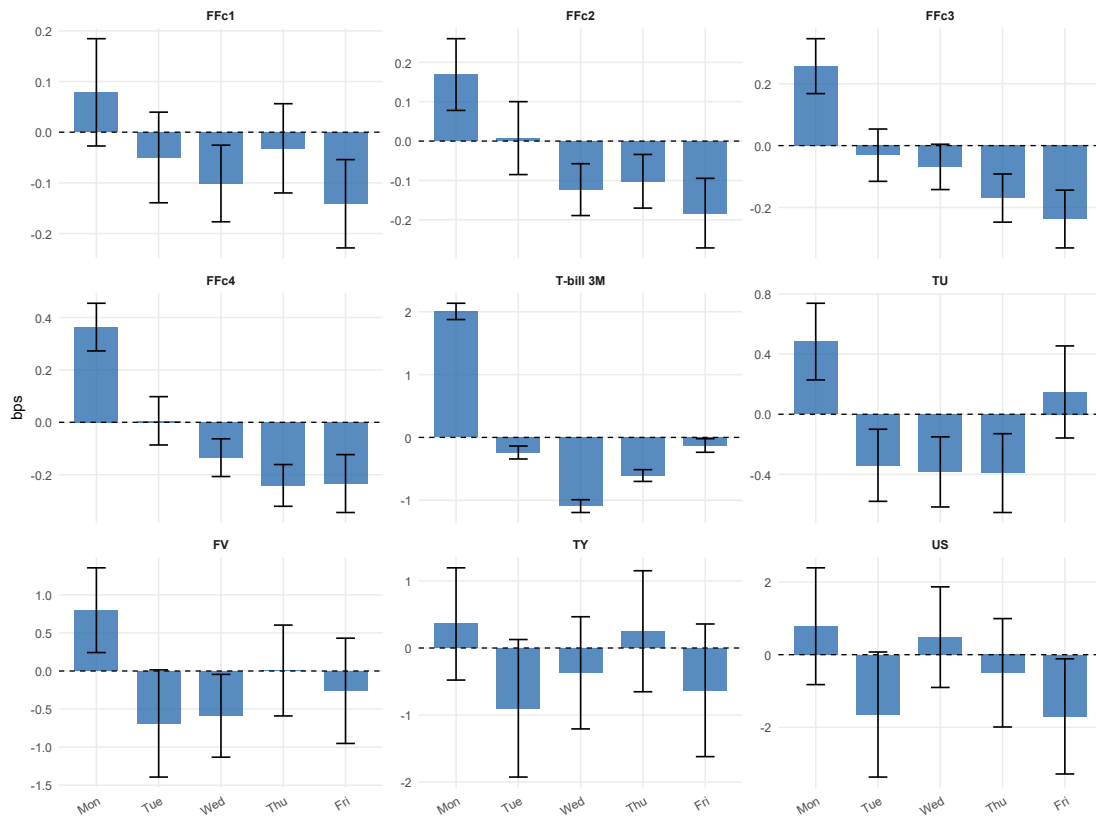 FFc1
FFc2
FFc3
0.2
0.1
0.0
-0.1
-0.2
0.2
0.1
0.0
-0.1
-0.2
0.2
0.0
-0.2
FFc4
T-bill 3M
TU
bps
0.4
0.2
0.0
-0.2
2
1
0
-1
0.8
0.4
0.0
-0.4
FV
TY
US
1.0
0.5
0.0
-0.5
-1.0
-1.5
1
0
-1
-2
2
0
-2
Mon Tue Wed Thu Fri
Mon Tue Wed Thu Fri
Mon Tue Wed Thu Fri